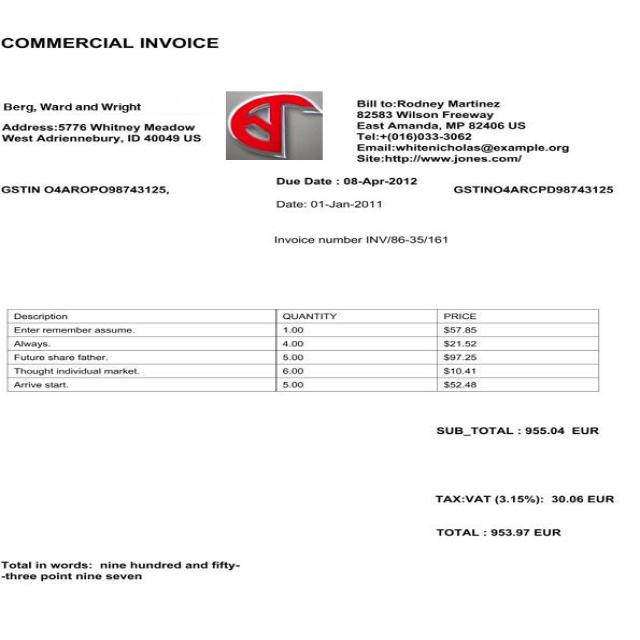 COMMERCIAL INVOICE
Berg, Ward and Wright
Address:5776 Whitney Meadow
West Adriennebury, ID 40049 US
Bill to:Rodney Martinez
82583 Wilson Freeway
East Amanda, MP 82406 US
Tel:+(016)033-3062
Email:whitenicholas@example.org
Site:http://www.jones.com/
GSTIN O4AROPO98743125,
Due Date : 08-Apr-2012
GSTINO4ARCPD98743125
Date: 01-Jan-2011
Invoice number INV/86-35/161
Description QUANTITY PRICE
Enter remember assume. 1.00 $57.85
Always. 4.00 $21.52
Future share father. 5.00 $97.25
Thought individual market. 6.00 $10.41
Arrive start. 5.00 $52.48
SUB_TOTAL : 955.04 EUR
TAX:VAT (3.15%): 30.06 EUR
TOTAL : 953.97 EUR
Total in words: nine hundred and fifty-
-three point nine seven